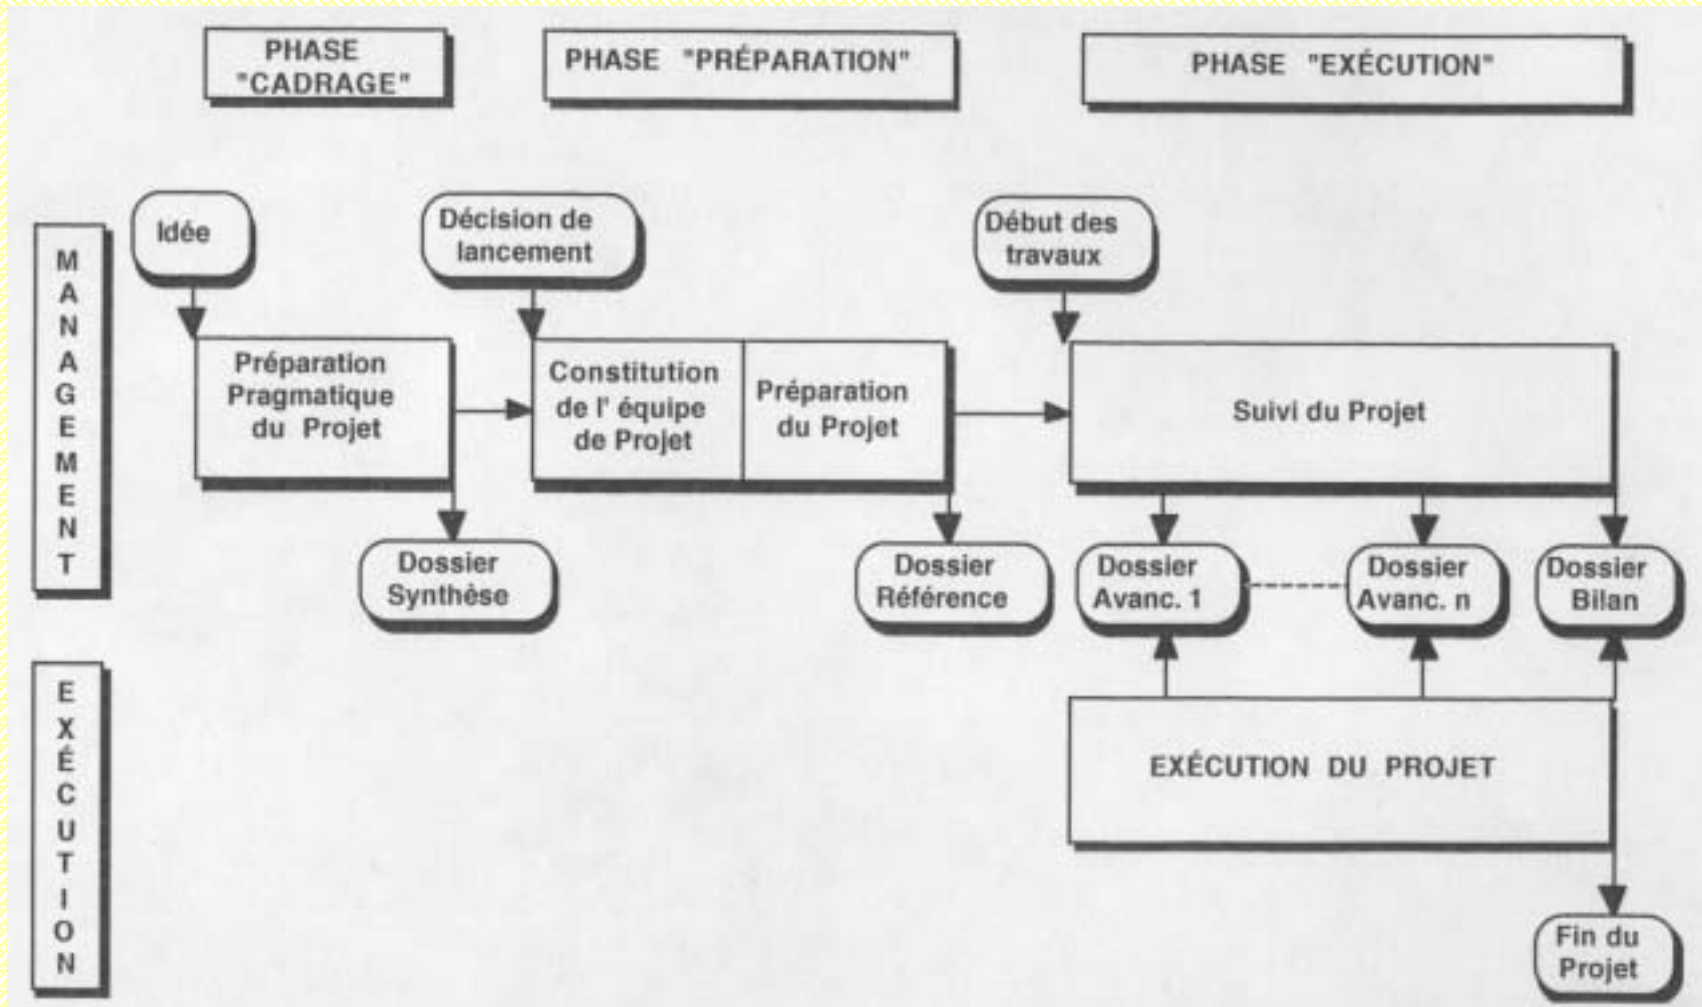 PHASE
"CADRAGE"
PHASE "PRÉPARATION"
PHASE "EXÉCUTION"
MANAGEMENT
Idée
Décision de
lancement
Début des
travaux
Préparation
Pragmatique
du Projet
Constitution
de l' équipe
de Projet
Préparation
du Projet
Suivi du Projet
Dossier
Synthèse
Dossier
Référence
Dossier
Avanc. 1
Dossier
Avanc. n
Dossier
Bilan
EXÉCUTION
EXÉCUTION DU PROJET
Fin du
Projet